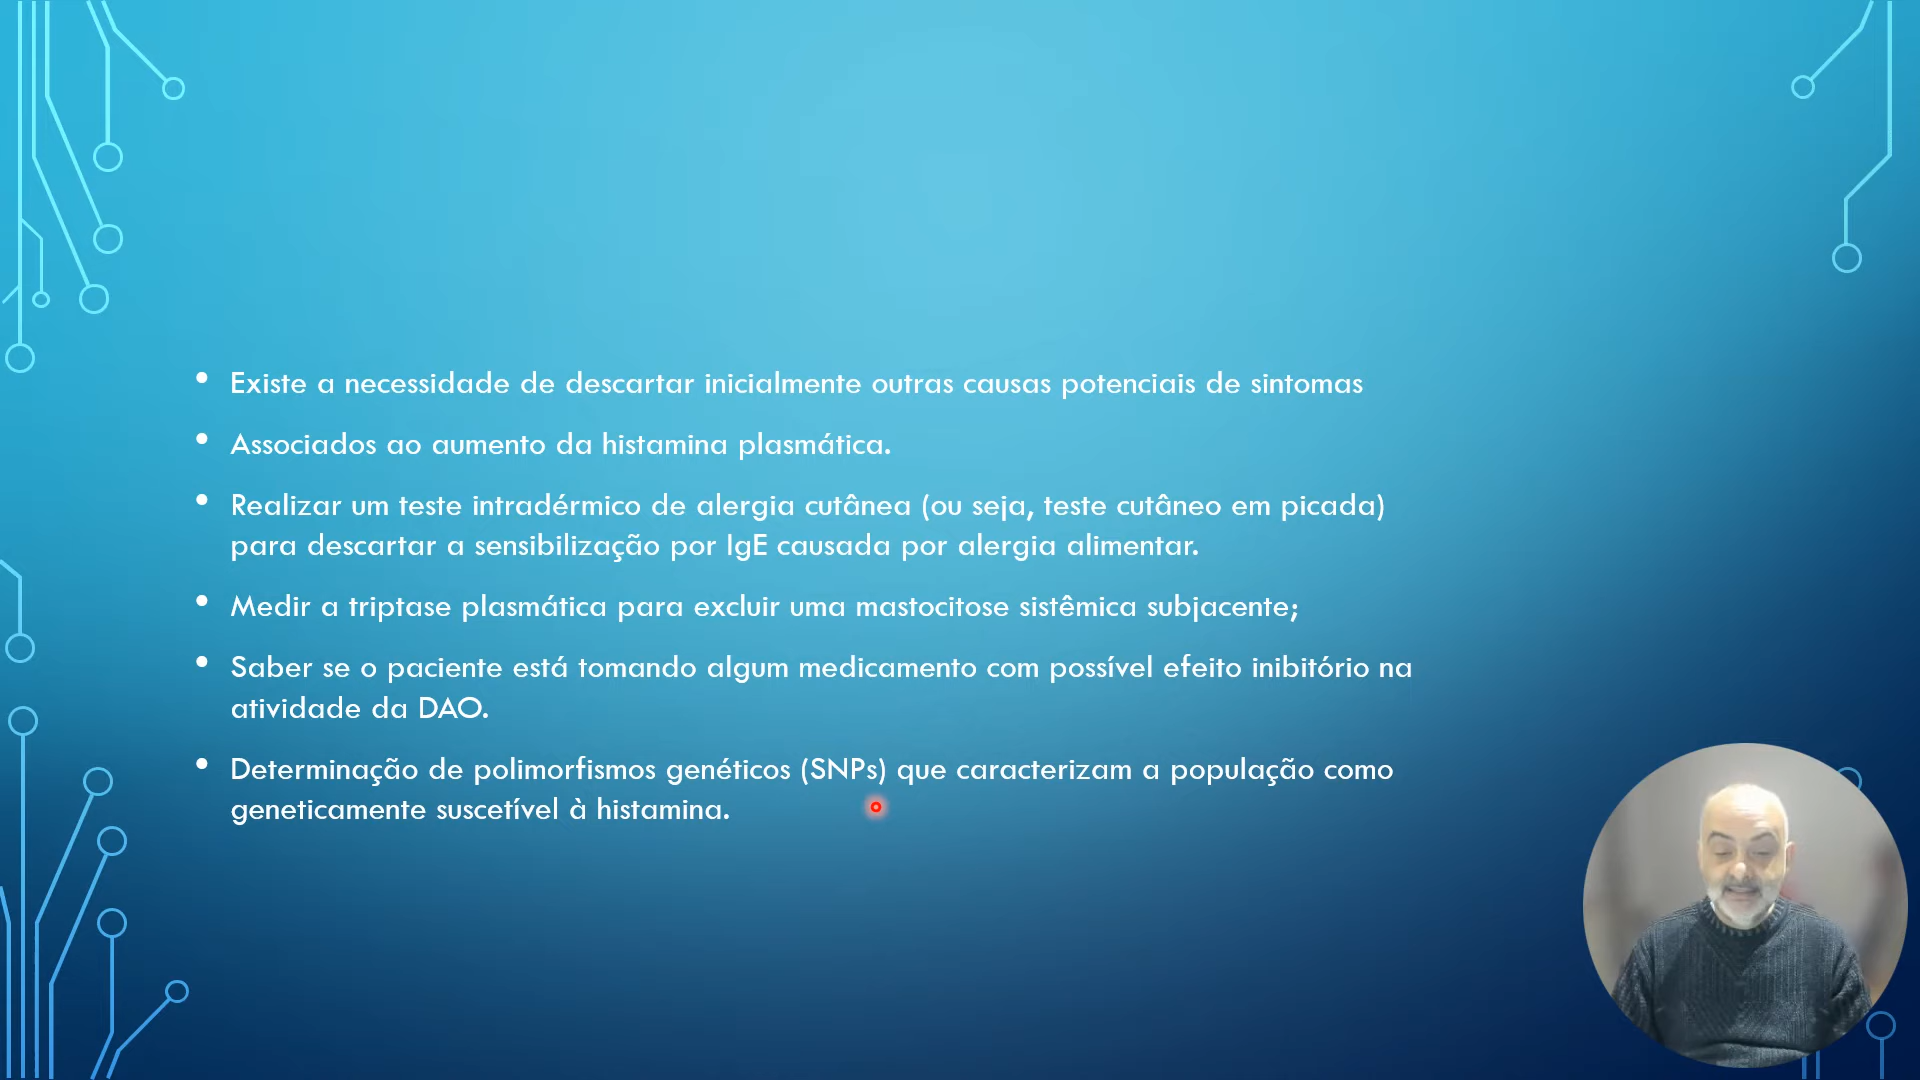 • Existe a necessidade de descartar inicialmente outras causas potenciais de sintomas
• Associados ao aumento da histamina plasmática.
• Realizar um teste intradérmico de alergia cutânea (ou seja, teste cutâneo em picada)
para descartar a sensibilização por IgE causada por alergia alimentar.
• Medir a triptase plasmática para excluir uma mastocitose sistêmica subjacente;
• Saber se o paciente está tomando algum medicamento com possível efeito inibitório na
atividade da DAO.
• Determinação de polimorfismos genéticos (SNPs) que caracterizam a população como
geneticamente suscetível à histamina.